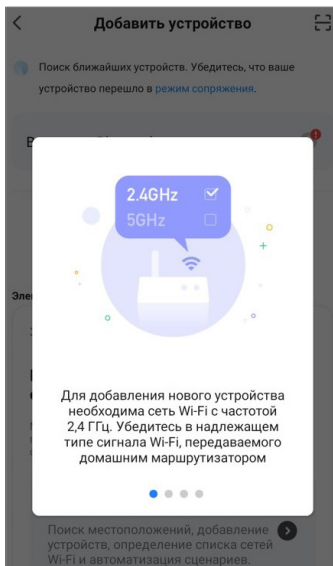 Добавить устройство
Поиск ближайших устройств. Убедитесь, что ваше
устройство перешло в режим сопряжения.
2.4GHz
5GHz
Для добавления нового устройства
необходима сеть Wi-Fi с частотой
2,4 ГГц. Убедитесь в надлежащем
типе сигнала Wi-Fi, передаваемого
домашним маршрутизатором
Поиск местоположений, добавление
устройств, определение списка сетей
Wi-Fi и автоматизация сценариев.